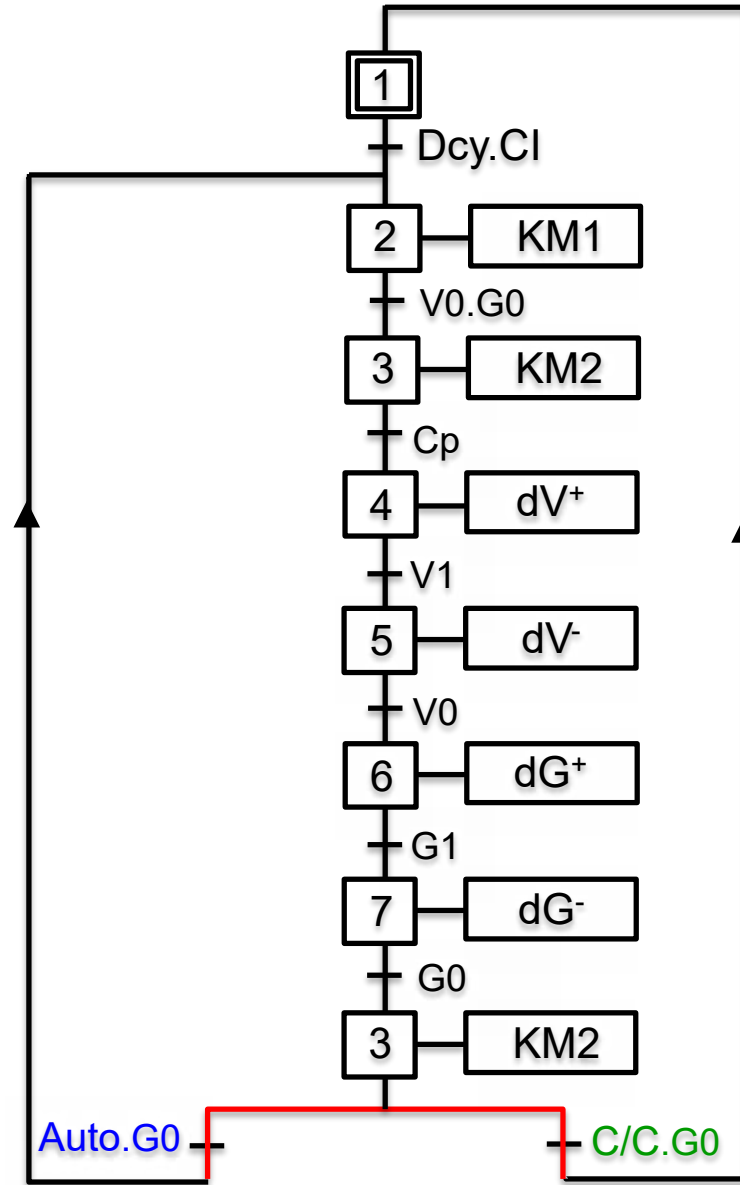 1
Dcy.CI
2 KM1
V0.G0
3 KM2
Cp
4 dV⁺
V1
5 dV⁻
V0
6 dG⁺
G1
7 dG⁻
G0
3 KM2
Auto.G0 C/C.G0